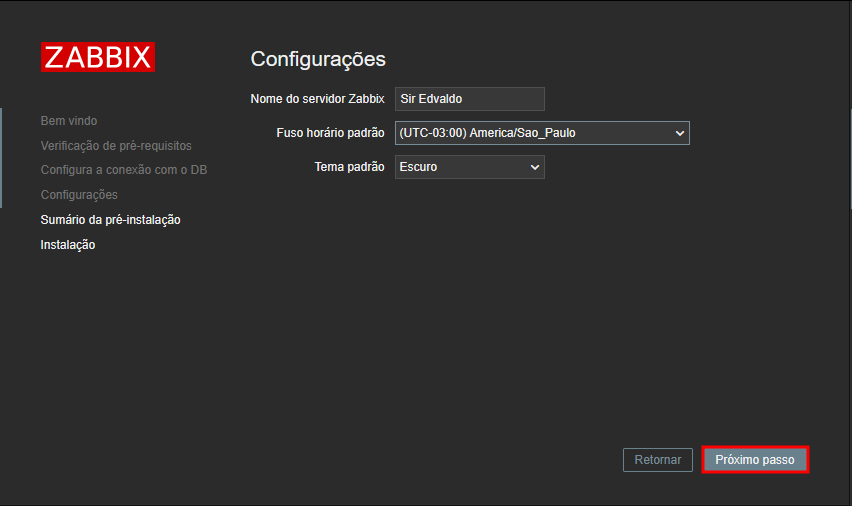 ZABBIX
Bem vindo
Verificação de pré-requisitos
Configura a conexão com o DB
Configurações
Sumário da pré-instalação
Instalação
Configurações
Nome do servidor Zabbix Sir Edvaldo
Fuso horário padrão (UTC-03:00) America/Sao_Paulo
Tema padrão Escuro
Retornar Próximo passo